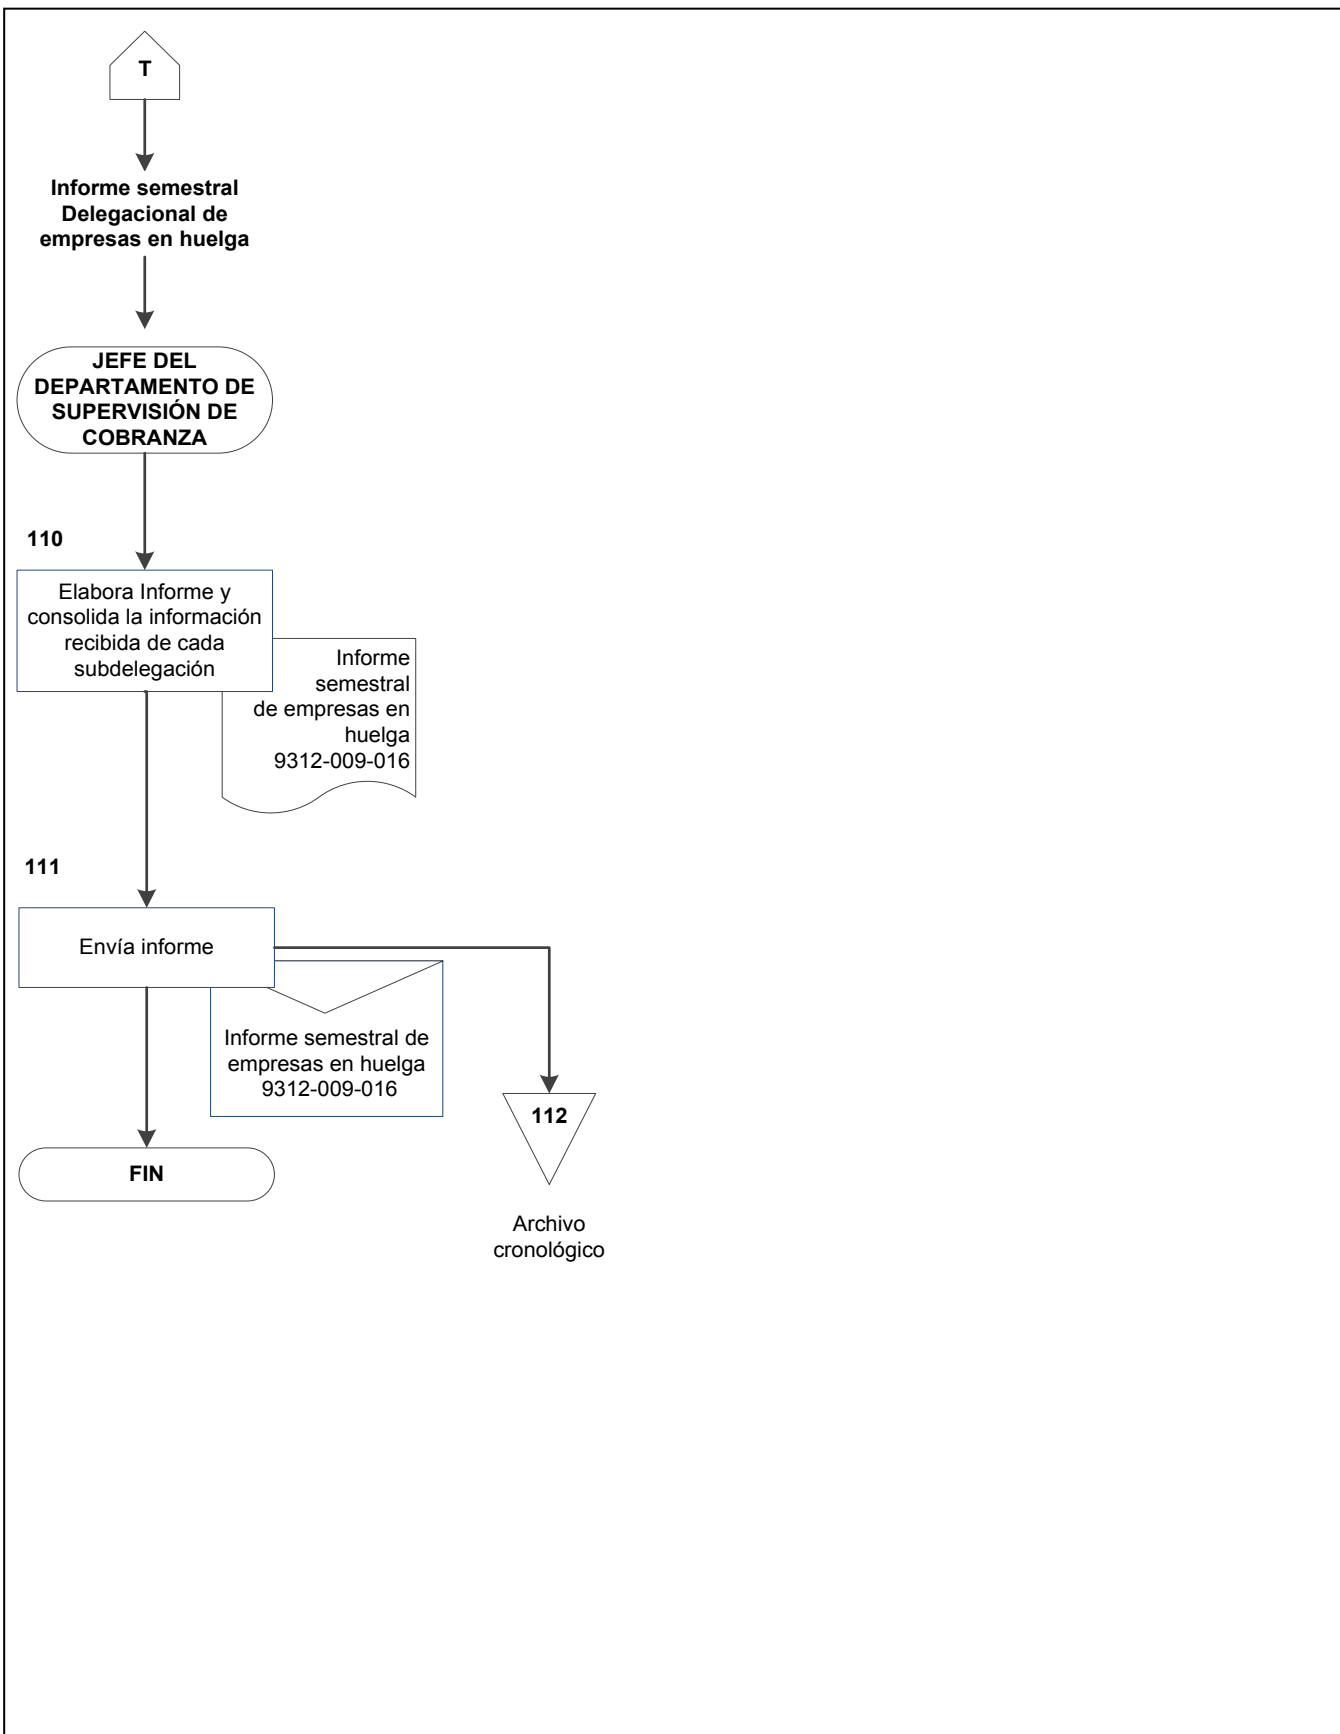 T
Informe semestral
Delegacional de
empresas en huelga
JEFE DEL
DEPARTAMENTO DE
SUPERVISIÓN DE
COBRANZA
110
Elabora Informe y
consolida la información
recibida de cada
subdelegación
Informe
semestral
de empresas en
huelga
9312-009-016
111
Envía informe
Informe semestral de
empresas en huelga
9312-009-016
112
FIN
Archivo
cronológico